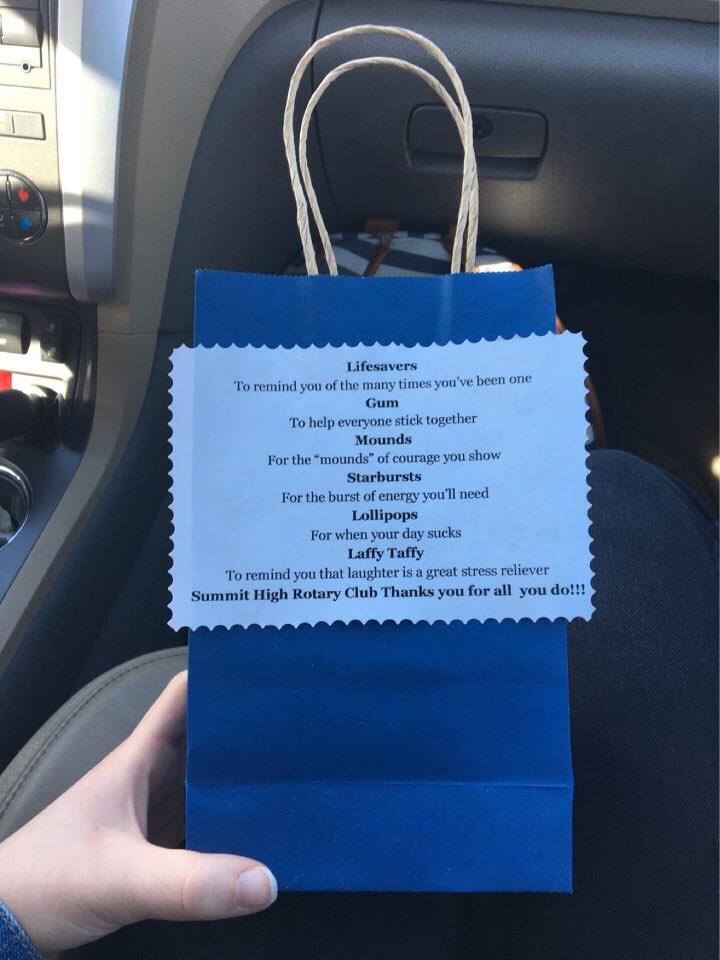 Lifesavers
To remind you of the many times you've been one
Gum
To help everyone stick together
Mounds
For the “mounds” of courage you show
Starbursts
For the burst of energy you'll need
Lollipops
For when your day sucks
Laffy Taffy
To remind you that laughter is a great stress reliever
Summit High Rotary Club Thanks you for all  you do!!!